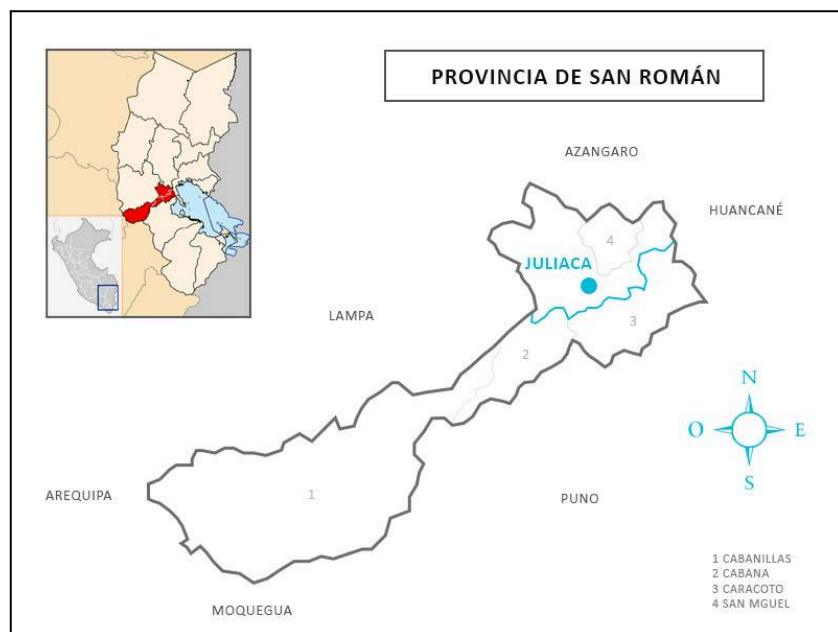 PROVINCIA DE SAN ROMÁN
AZANGARO
HUANCANÉ
4
JULIACA
LAMPA
3
2
N
O
E
S
AREQUIPA
1
PUNO
MOQUEGUA
1 CABANILLAS
2 CABANA
3 CARACOTO
4 SAN MGUEL